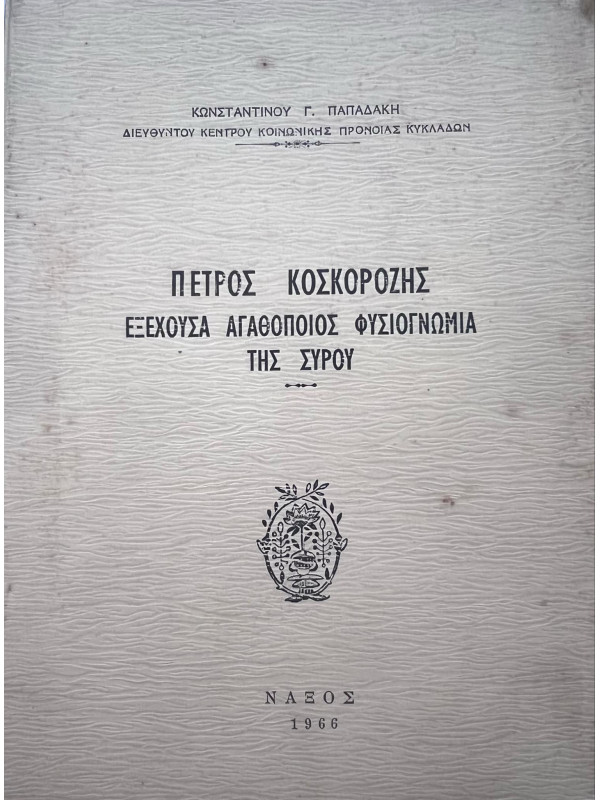 ΚΩΝΣΤΑΝΤΙΝΟΥ Γ. ΠΑΠΑΔΑΚΗ
ΔΙΕΥΘΥΝΤΟΥ ΚΕΝΤΡΟΥ ΚΟΙΝΩΝΙΚΗΣ ΠΡΟΝΟΙΑΣ ΚΥΚΛΑΔΩΝ
ΠΕΤΡΟΣ ΚΟΣΚΟΡΟΖΗΣ
ΕΞΕΧΟΥΣΑ ΑΓΑΘΟΠΟΙΟΣ ΦΥΣΙΟΓΝΩΜΙΑ
ΤΗΣ ΣΥΡΟΥ
ΝΑΞΟΣ
1966